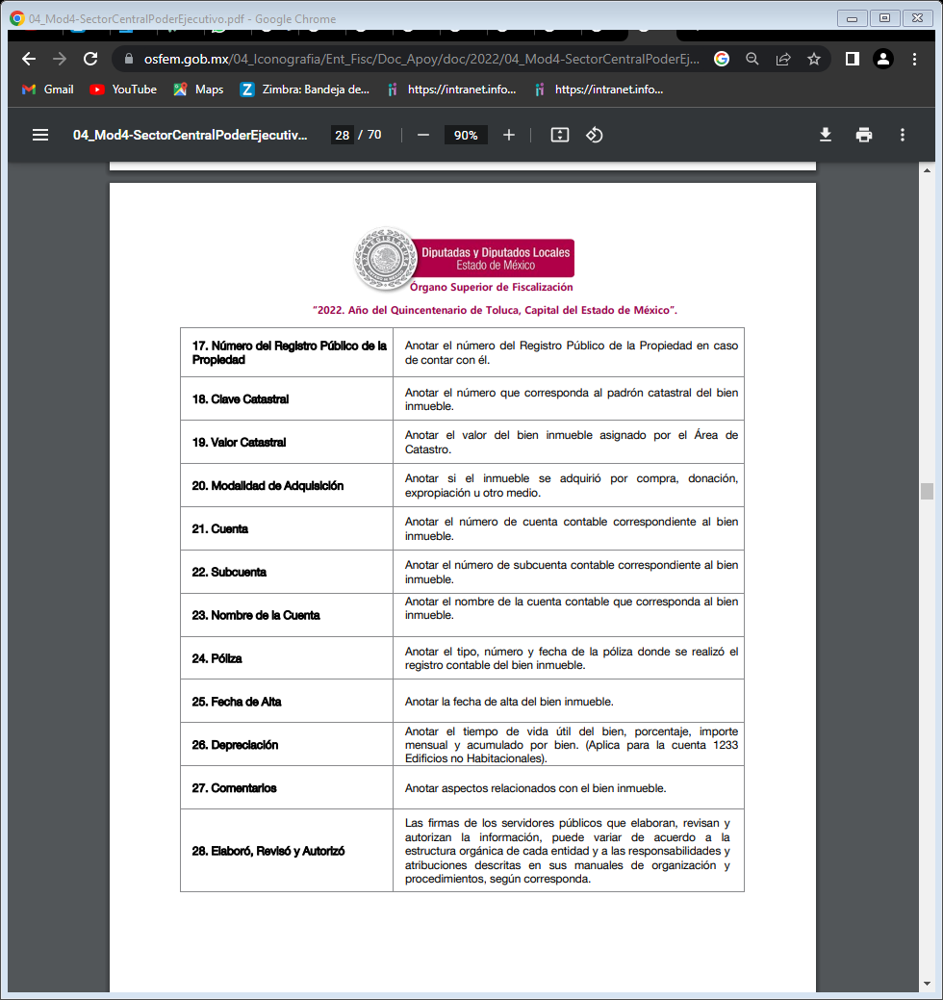 04_Mod4-SectorCentralPoderEjecutivo.pdf - Google Chrome
osfem.gob.mx/04_Iconografia/Ent_Fisc/Doc_Apoy/doc/2022/04_Mod4-SectorCentralPoderEj...
Gmail YouTube Maps Zimbra: Bandeja de... https://intranet.info... https://intranet.info...
04_Mod4-SectorCentralPoderEjecutiv... 28 / 70 90%
Diputadas y Diputados Locales
Estado de México
Órgano Superior de Fiscalización
"2022. Año del Quincentenario de Toluca, Capital del Estado de México".
17. Número del Registro Público de la
Propiedad
Anotar el número del Registro Público de la Propiedad en caso
de contar con él.
18. Clave Catastral
Anotar el número que corresponda al padrón catastral del bien
inmueble.
19. Valor Catastral
Anotar el valor del bien inmueble asignado por el Área de
Catastro.
20. Modalidad de Adquisición
Anotar si el inmueble se adquirió por compra, donación,
expropiación u otro medio.
21. Cuenta
Anotar el número de cuenta contable correspondiente al bien
inmueble.
22. Subcuenta
Anotar el número de subcuenta contable correspondiente al bien
inmueble.
23. Nombre de la Cuenta
Anotar el nombre de la cuenta contable que corresponda al bien
inmueble.
24. Póliza
Anotar el tipo, número y fecha de la póliza donde se realizó el
registro contable del bien inmueble.
25. Fecha de Alta
Anotar la fecha de alta del bien inmueble.
26. Depreciación
Anotar el tiempo de vida útil del bien, porcentaje, importe
mensual y acumulado por bien. (Aplica para la cuenta 1233
Edificios no Habitacionales).
27. Comentarios
Anotar aspectos relacionados con el bien inmueble.
28. Elaboró, Revisó y Autorizó
Las firmas de los servidores públicos que elaboran, revisan y
autorizan la información, puede variar de acuerdo a la
estructura orgánica de cada entidad y a las responsabilidades y
atribuciones descritas en sus manuales de organización y
procedimientos, según corresponda.